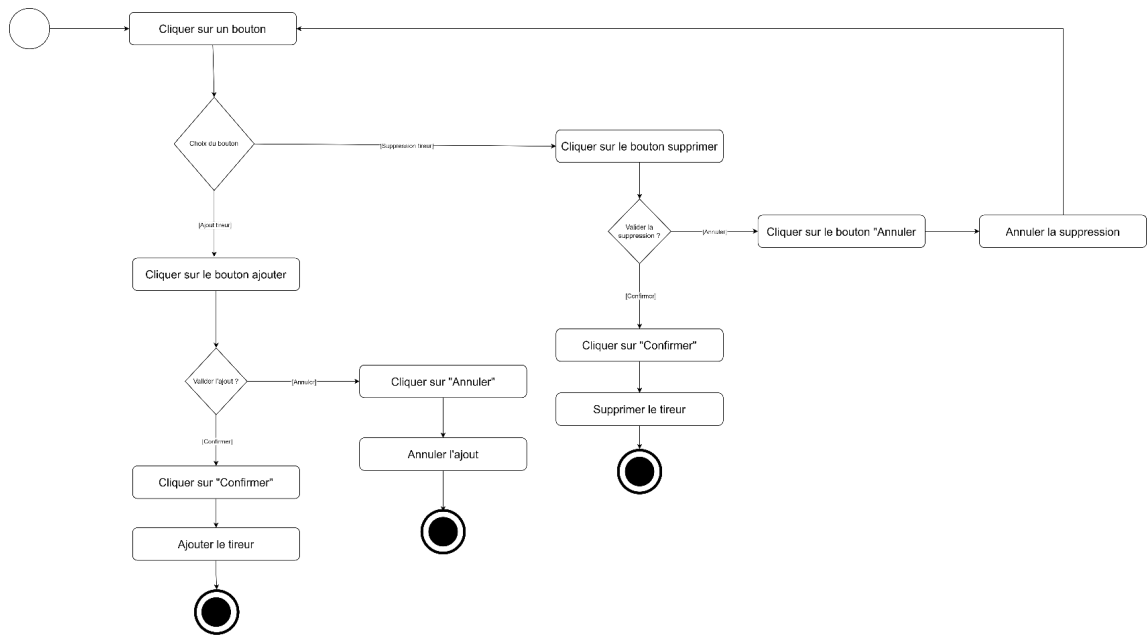 Cliquer sur un bouton
Choix du bouton
[Suppression tireur]
Cliquer sur le bouton supprimer
Valider la
suppression ?
[Annuler]
Cliquer sur le bouton "Annuler
Annuler la suppression
[Ajout tireur]
Cliquer sur le bouton ajouter
[Confirmer]
Cliquer sur "Confirmer"
Supprimer le tireur
Valider l'ajout ?
[Annuler]
Cliquer sur "Annuler"
Annuler l'ajout
[Confirmer]
Cliquer sur "Confirmer"
Ajouter le tireur